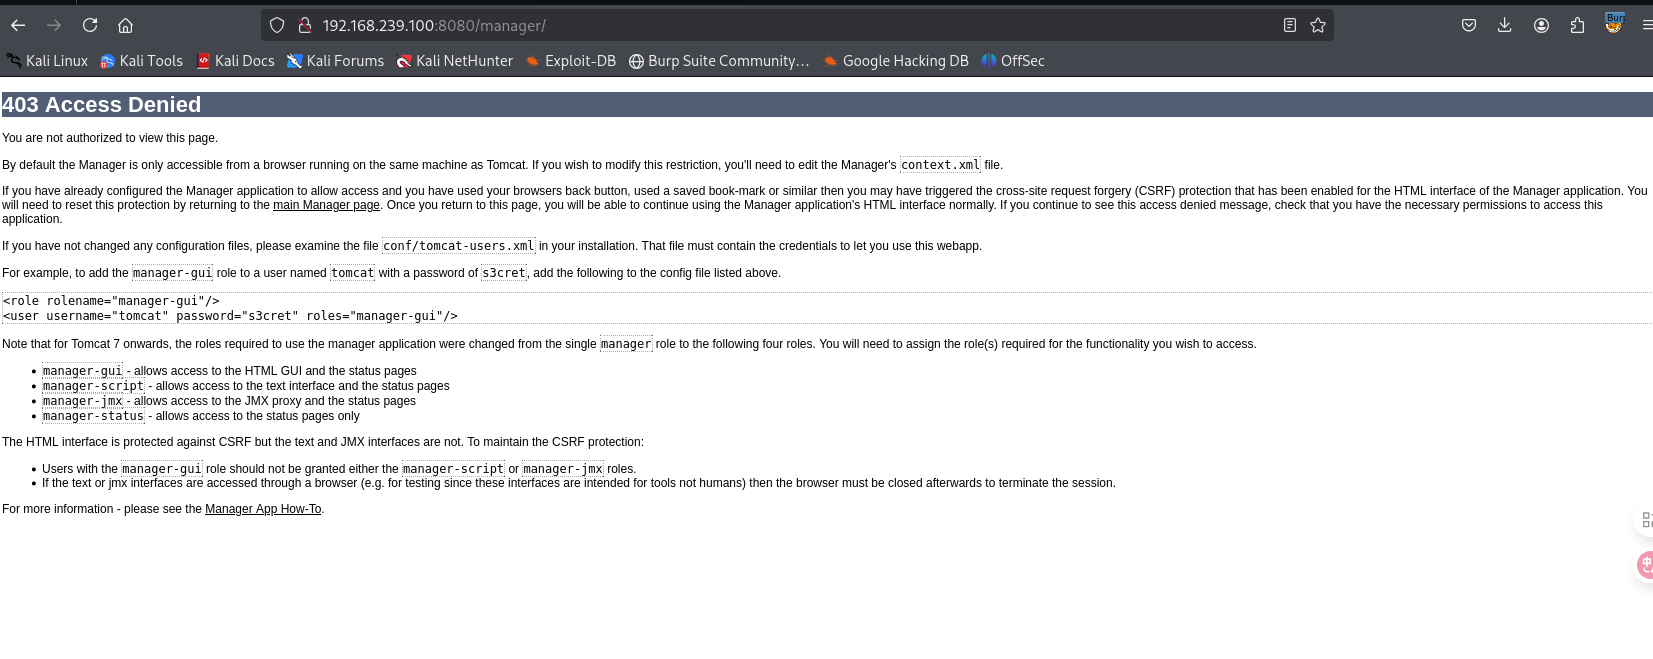 192.168.239.100:8080/manager/
Burp
Kali Linux Kali Tools Kali Docs Kali Forums Kali NetHunter Exploit-DB Burp Suite Community… Google Hacking DB OffSec
403 Access Denied
You are not authorized to view this page.
By default the Manager is only accessible from a browser running on the same machine as Tomcat. If you wish to modify this restriction, you'll need to edit the Manager's context.xml file.
If you have already configured the Manager application to allow access and you have used your browsers back button, used a saved book-mark or similar then you may have triggered the cross-site request forgery (CSRF) protection that has been enabled for the HTML interface of the Manager application. You
will need to reset this protection by returning to the main Manager page. Once you return to this page, you will be able to continue using the Manager application's HTML interface normally. If you continue to see this access denied message, check that you have the necessary permissions to access this
application.
If you have not changed any configuration files, please examine the file conf/tomcat-users.xml in your installation. That file must contain the credentials to let you use this webapp.
For example, to add the manager-gui role to a user named tomcat with a password of s3cret, add the following to the config file listed above.
<role rolename="manager-gui"/>
<user username="tomcat" password="s3cret" roles="manager-gui"/>
Note that for Tomcat 7 onwards, the roles required to use the manager application were changed from the single manager role to the following four roles. You will need to assign the role(s) required for the functionality you wish to access.
• manager-gui - allows access to the HTML GUI and the status pages
• manager-script - allows access to the text interface and the status pages
• manager-jmx - allows access to the JMX proxy and the status pages
• manager-status - allows access to the status pages only
The HTML interface is protected against CSRF but the text and JMX interfaces are not. To maintain the CSRF protection:
• Users with the manager-gui role should not be granted either the manager-script or manager-jmx roles.
• If the text or jmx interfaces are accessed through a browser (e.g. for testing since these interfaces are intended for tools not humans) then the browser must be closed afterwards to terminate the session.
For more information - please see the Manager App How-To.